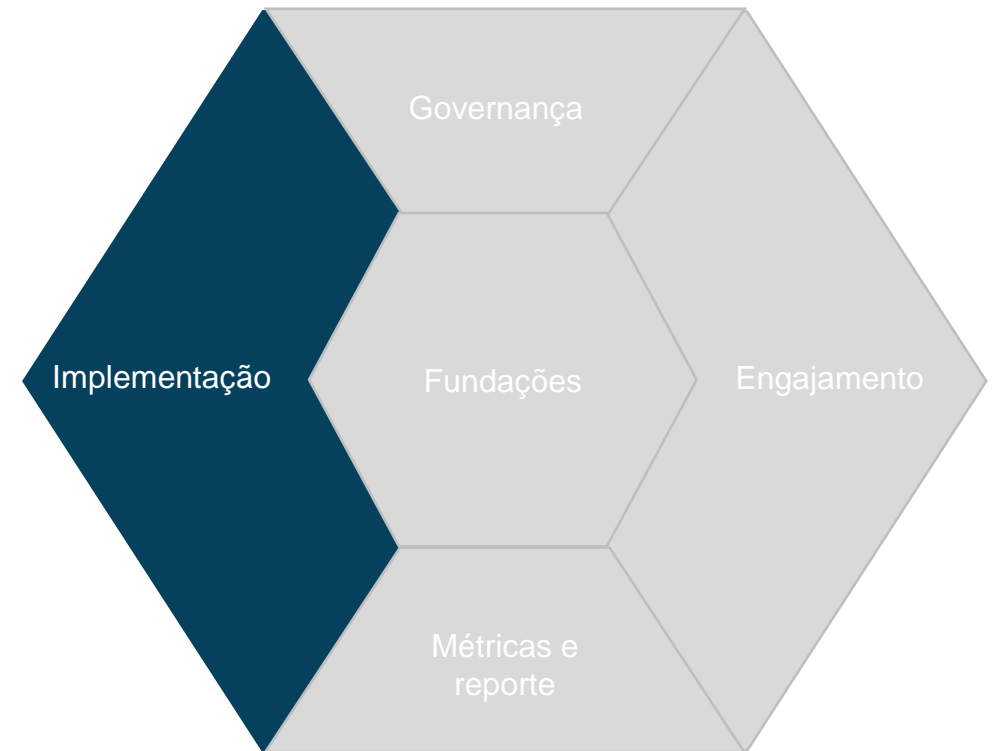 Governança
Implementação
Fundações
Engajamento
Métricas e
reporte